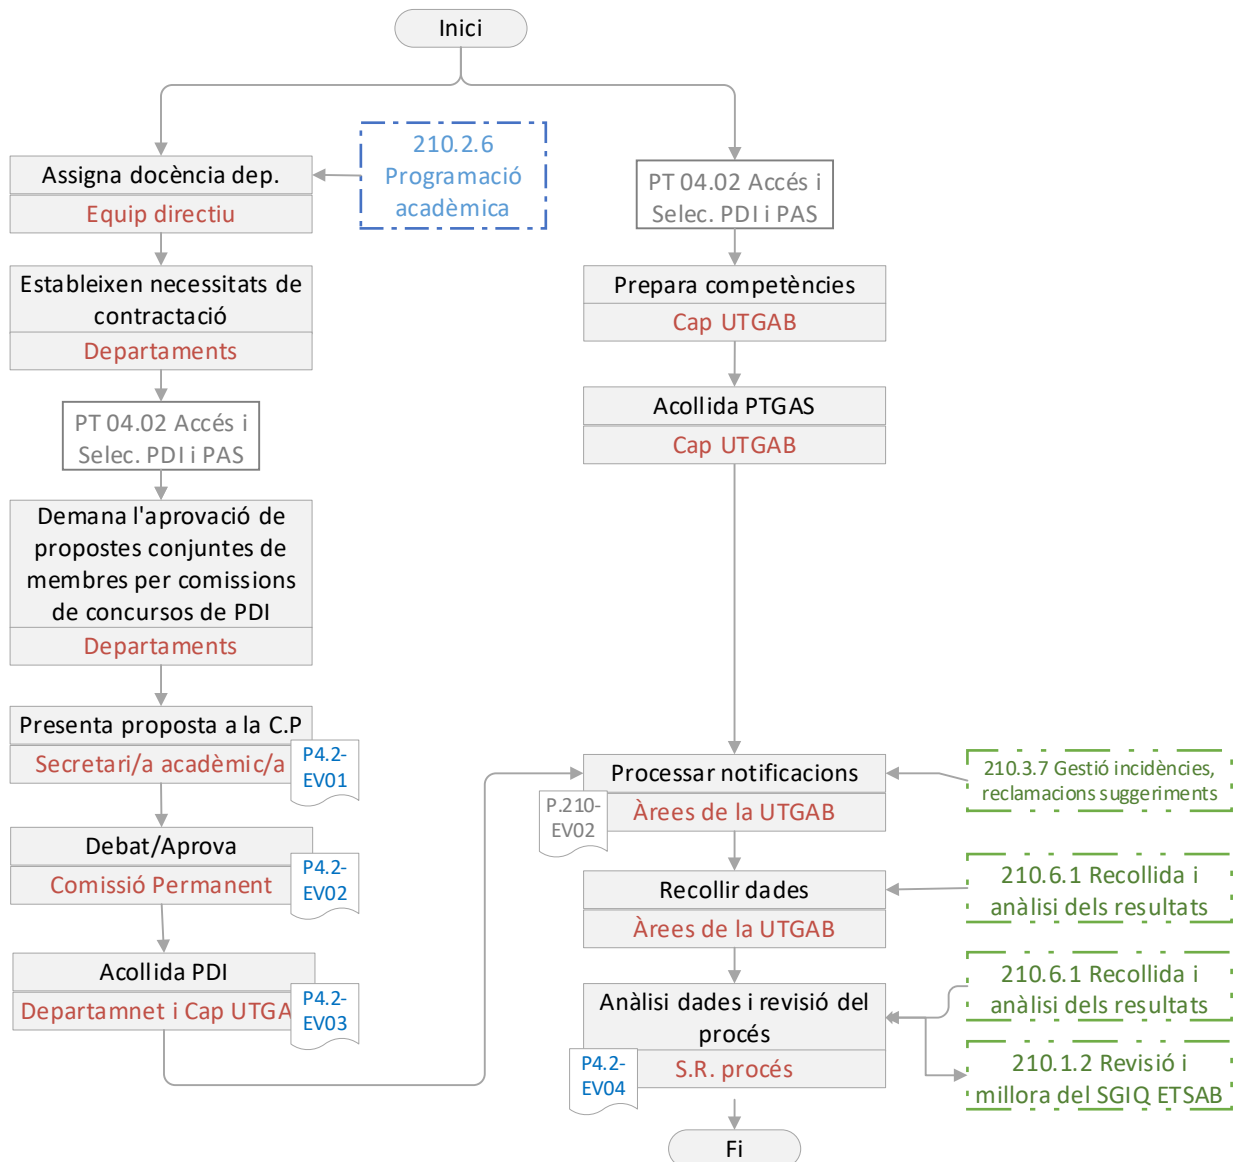 Inici
210.2.6
Programació
acadèmica
Assigna docència dep.
Equip directiu
Estableixen necessitats de
contractació
Departaments
PT 04.02 Accés i
Selec. PDI i PAS
Demana l'aprovació de
propostes conjuntes de
membres per comissions
de concursos de PDI
Departaments
Presenta proposta a la C.P
Secretari/a acadèmic/a
P4.2-
EV01
Debat/Aprova
Comissió Permanent
P4.2-
EV02
Acollida PDI
Departamnet i Cap UTGA
P4.2-
EV03
PT 04.02 Accés i
Selec. PDI i PAS
Prepara competències
Cap UTGAB
Acollida PTGAS
Cap UTGAB
Processar notificacions
Àrees de la UTGAB
P.210-
EV02
210.3.7 Gestió incidències,
reclamacions suggeriments
Recollir dades
Àrees de la UTGAB
210.6.1 Recollida i
anàlisi dels resultats
Anàlisi dades i revisió del
procés
S.R. procés
P4.2-
EV04
210.6.1 Recollida i
anàlisi dels resultats
210.1.2 Revisió i
millora del SGIQ ETSAB
Fi